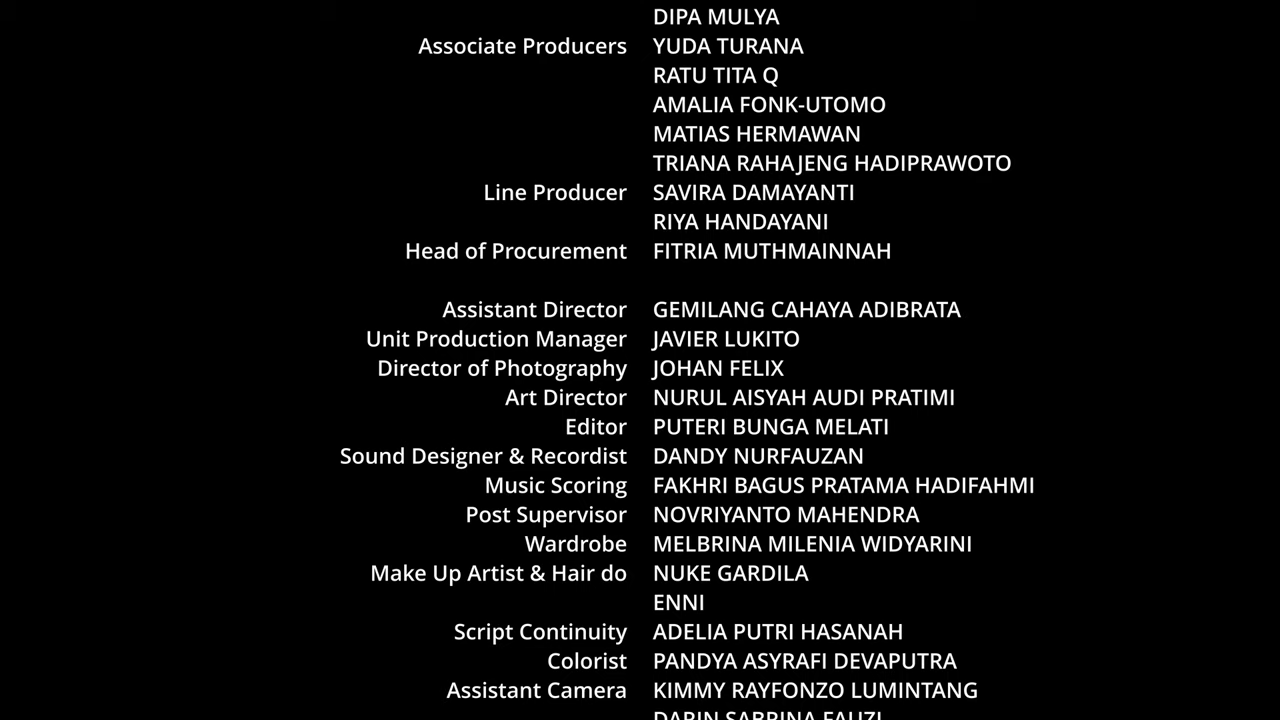 DIPA MULYA
Associate Producers YUDA TURANA
RATU TITA Q
AMALIA FONK-UTOMO
MATIAS HERMAWAN
TRIANA RAHAJENG HADIPRAWOTO
Line Producer SAVIRA DAMAYANTI
RIYA HANDAYANI
Head of Procurement FITRIA MUTHMAINNAH
Assistant Director GEMILANG CAHAYA ADIBRATA
Unit Production Manager JAVIER LUKITO
Director of Photography JOHAN FELIX
Art Director NURUL AISYAH AUDI PRATIMI
Editor PUTERI BUNGA MELATI
Sound Designer & Recordist DANDY NURFAUZAN
Music Scoring FAKHRI BAGUS PRATAMA HADIFAHMI
Post Supervisor NOVRIYANTO MAHENDRA
Wardrobe MELBRINA MILENIA WIDYARINI
Make Up Artist & Hair do NUKE GARDILA
ENNI
Script Continuity ADELIA PUTRI HASANAH
Colorist PANDYA ASYRAFI DEVAPUTRA
Assistant Camera KIMMY RAYFONZO LUMINTANG
DARIN SABRINA FAUZI